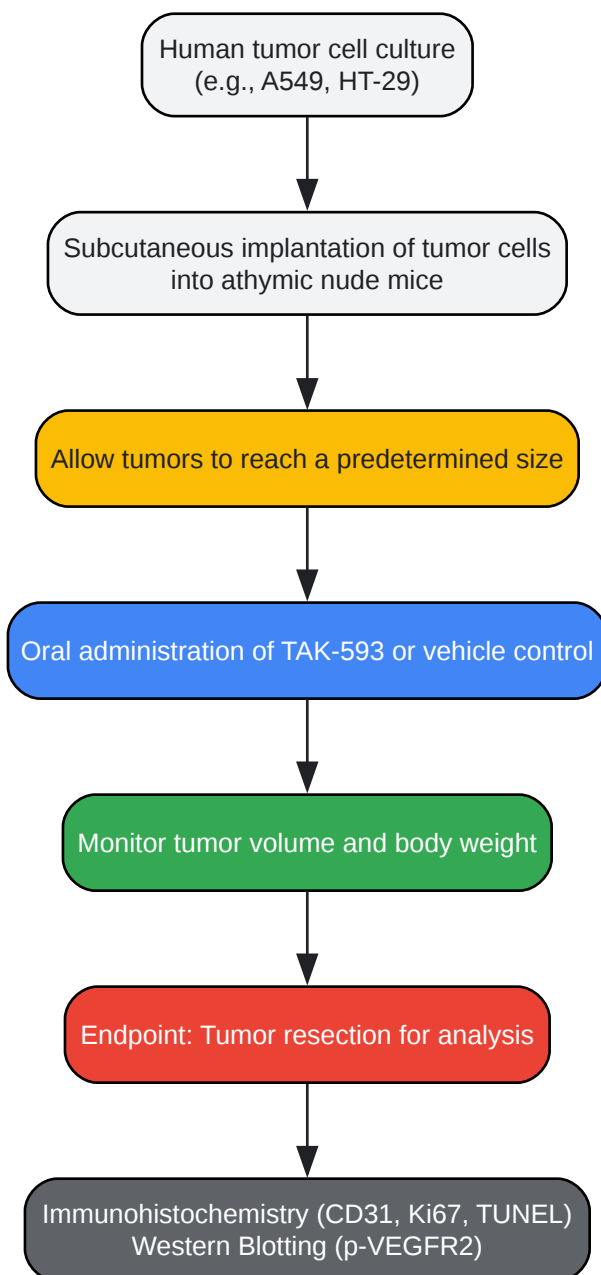 Human tumor cell culture
(e.g., A549, HT-29)
Subcutaneous implantation of tumor cells
into athymic nude mice
Allow tumors to reach a predetermined size
Oral administration of TAK-593 or vehicle control
Monitor tumor volume and body weight
Endpoint: Tumor resection for analysis
Immunohistochemistry (CD31, Ki67, TUNEL)
Western Blotting (p-VEGFR2)